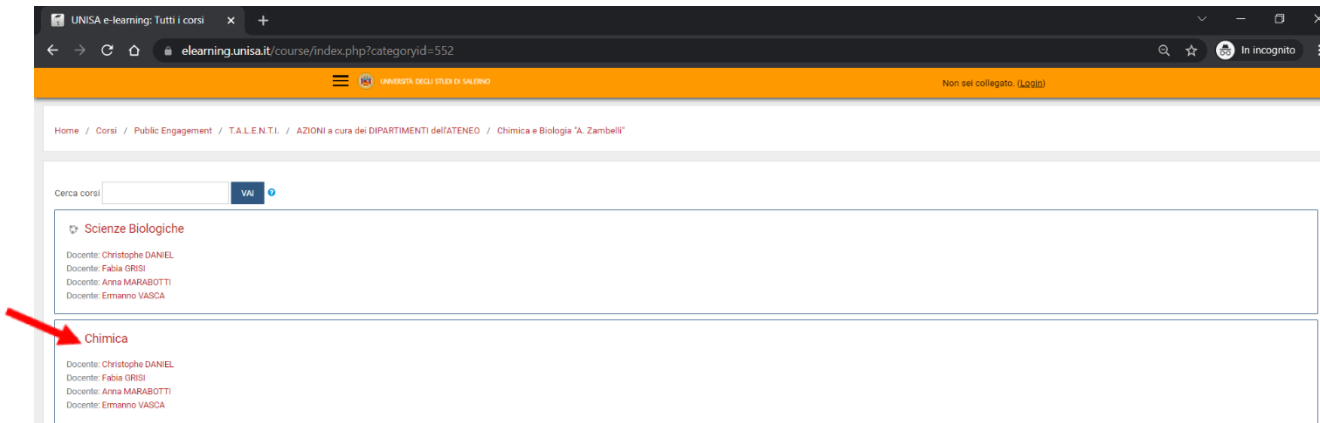 UNISA e-learning: Tutti i corsi
elearning.unisa.it/course/index.php?categoryid=552
In incognito
UNIVERSITÀ DEGLI STUDI DI SALERNO
Non sei collegato. (Login)
Home / Corsi / Public Engagement / T.A.L.E.N.T.I. / AZIONI a cura dei DIPARTIMENTI dell'ATENEO / Chimica e Biologia "A. Zambelli"
Cerca corsi VAI
Scienze Biologiche
Docente: Christophe DANIEL
Docente: Fabia GRISI
Docente: Anna MARABOTTI
Docente: Ermanno VASCA
Chimica
Docente: Christophe DANIEL
Docente: Fabia GRISI
Docente: Anna MARABOTTI
Docente: Ermanno VASCA